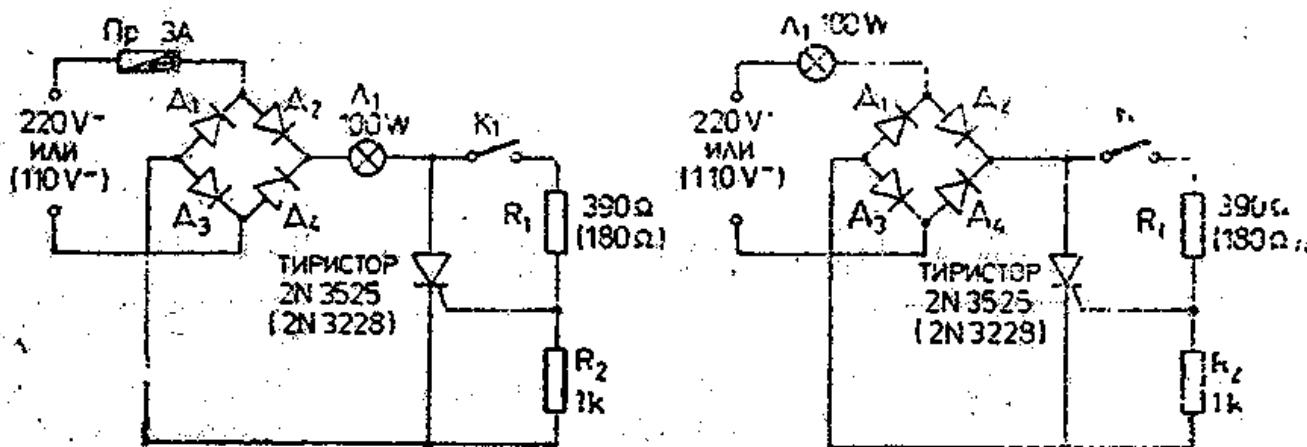 Пр 3А
220V~
ИЛИ
(110V~)
Д₁
Д₂
Д₃
Д₄
Л₁
100W
К₁
R₁
390Ω
(180Ω)
ТИРИСТОР
2N 3525
(2N 3228)
R₂
1k
Л₁ 100W
220V~
ИЛИ
(110V~)
Д₁
Д₂
Д₃
Д₄
R₁
390Ω
(180Ω)
ТИРИСТОР
2N 3525
(2N 3228)
R₂
1k